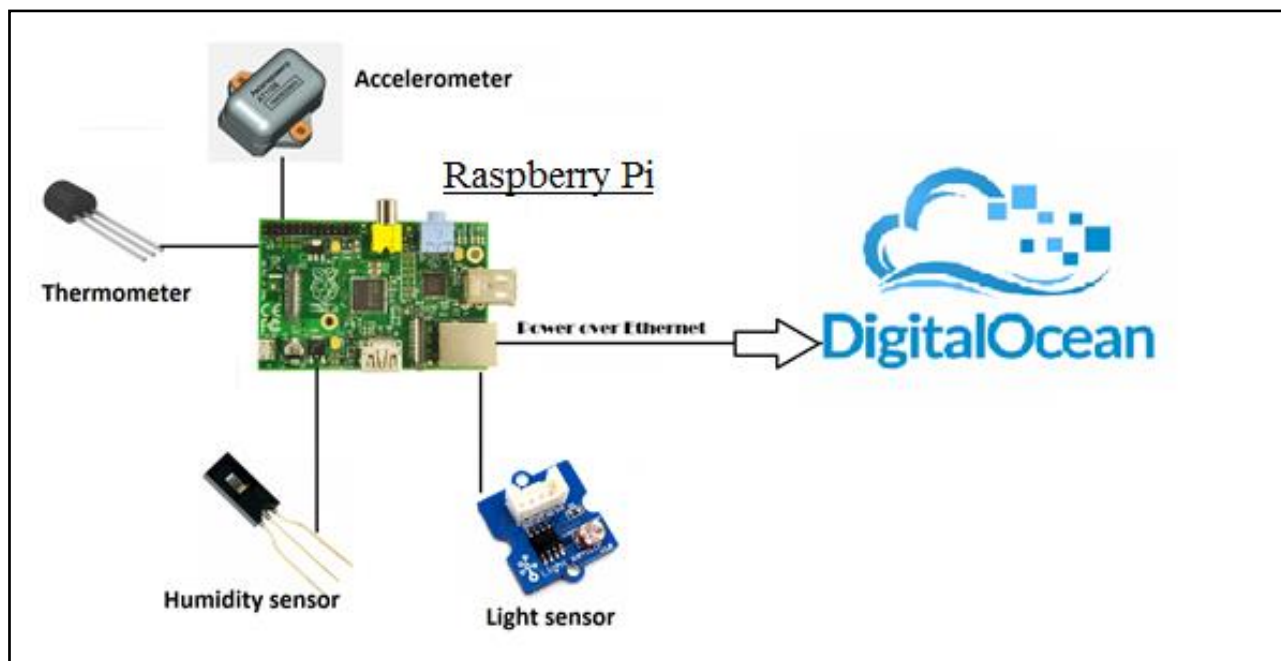 Accelerometer
Raspberry Pi
Thermometer
Power over Ethernet
DigitalOcean
Humidity sensor
Light sensor